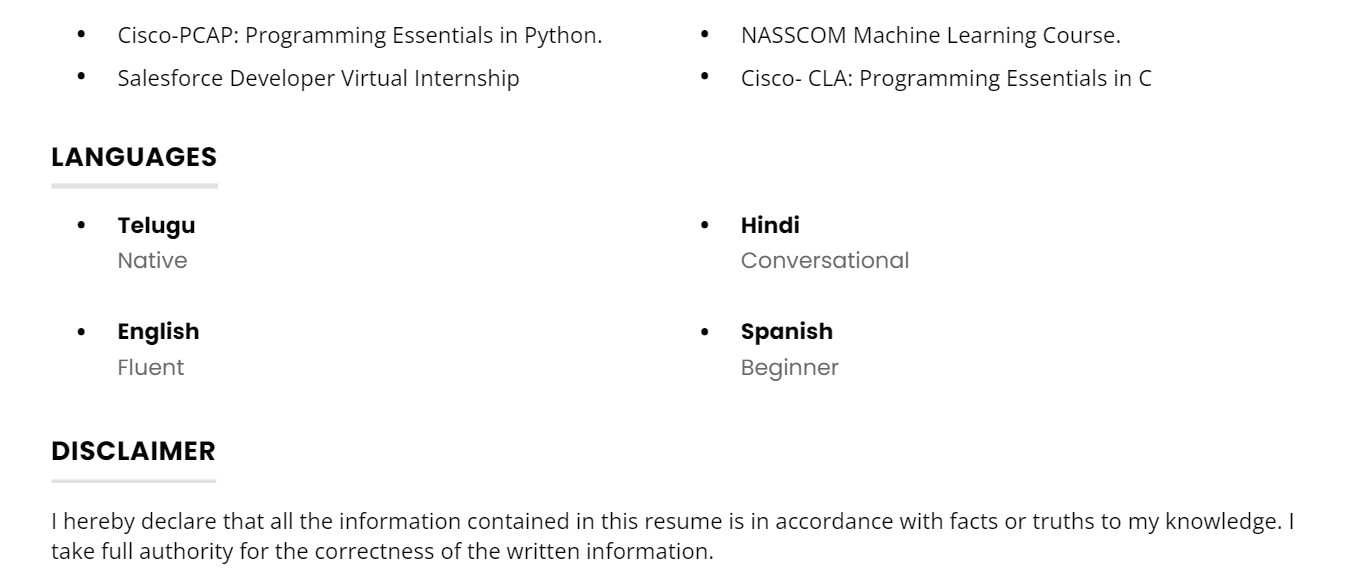 Cisco-PCAP: Programming Essentials in Python.
NASSCOM Machine Learning Course.
Salesforce Developer Virtual Internship
Cisco- CLA: Programming Essentials in C
LANGUAGES
Telugu
Native
Hindi
Conversational
English
Fluent
Spanish
Beginner
DISCLAIMER
I hereby declare that all the information contained in this resume is in accordance with facts or truths to my knowledge. I
take full authority for the correctness of the written information.